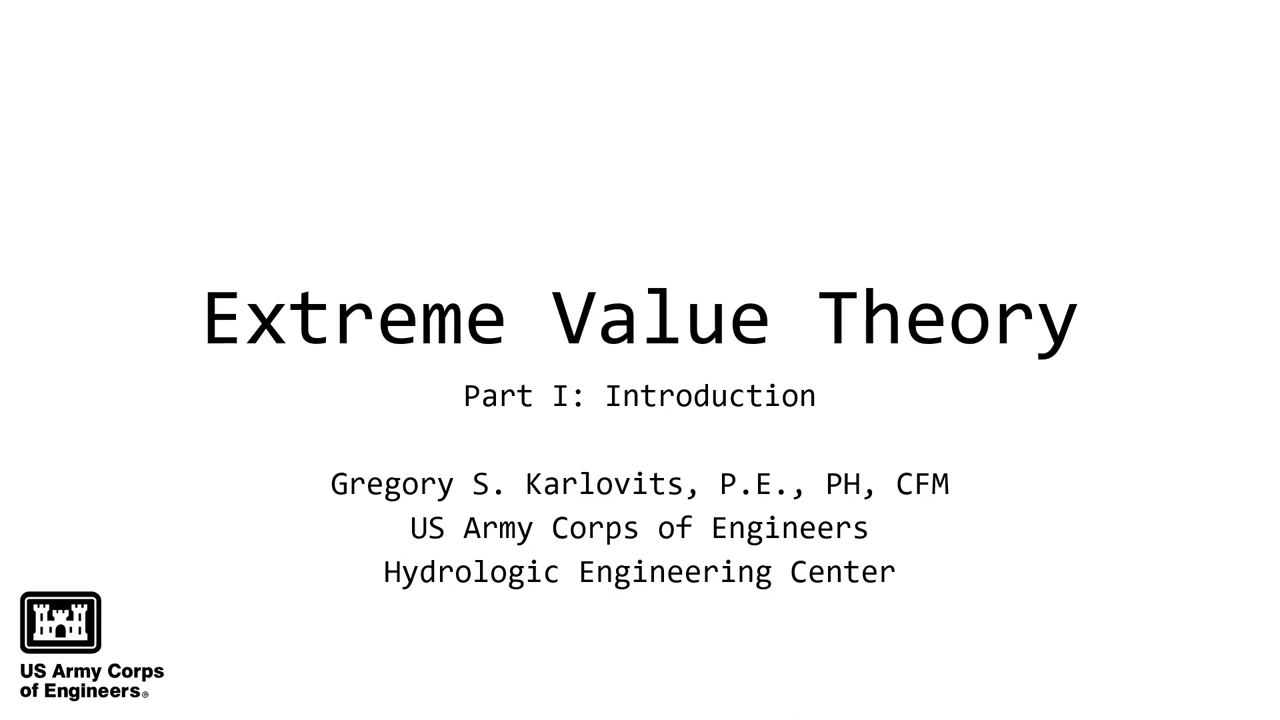 Extreme Value Theory
Part I: Introduction
Gregory S. Karlovits, P.E., PH, CFM
US Army Corps of Engineers
Hydrologic Engineering Center
US Army Corps
of Engineers®